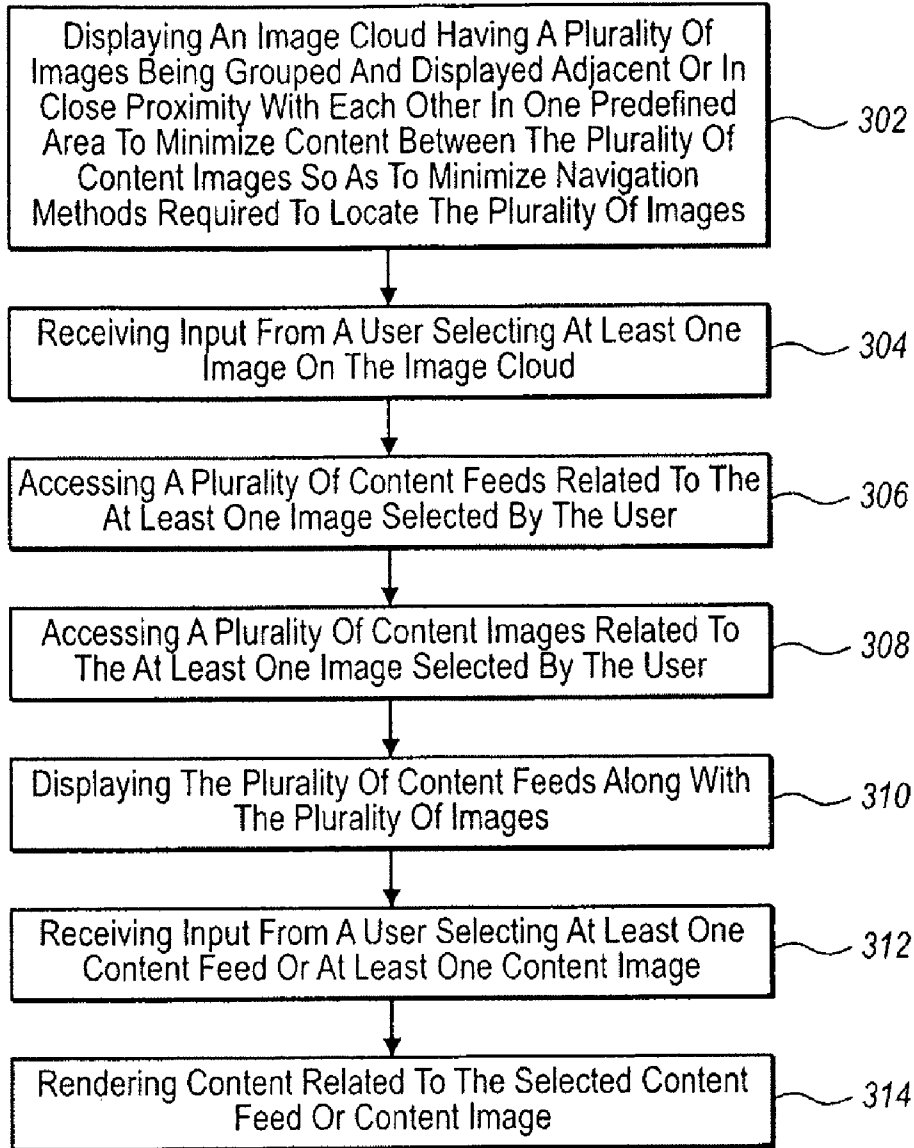 Displaying An Image Cloud Having A Plurality Of
Images Being Grouped And Displayed Adjacent Or In
Close Proximity With Each Other In One Predefined
Area To Minimize Content Between The Plurality Of
Content Images So As To Minimize Navigation
Methods Required To Locate The Plurality Of Images
302
Receiving Input From A User Selecting At Least One
Image On The Image Cloud
304
Accessing A Plurality Of Content Feeds Related To The
At Least One Image Selected By The User
306
Accessing A Plurality Of Content Images Related To
The At Least One Image Selected By The User
308
Displaying The Plurality Of Content Feeds Along With
The Plurality Of Images
310
Receiving Input From A User Selecting At Least One
Content Feed Or At Least One Content Image
312
Rendering Content Related To The Selected Content
Feed Or Content Image
314